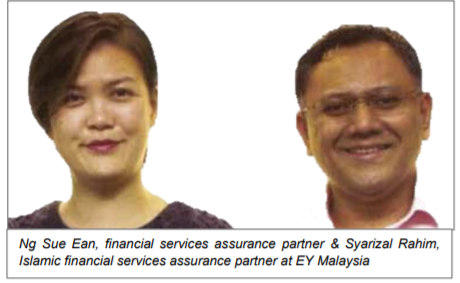 Ng Sue Ean, financial services assurance partner & Syarizal Rahim,
Islamic financial services assurance partner at EY Malaysia